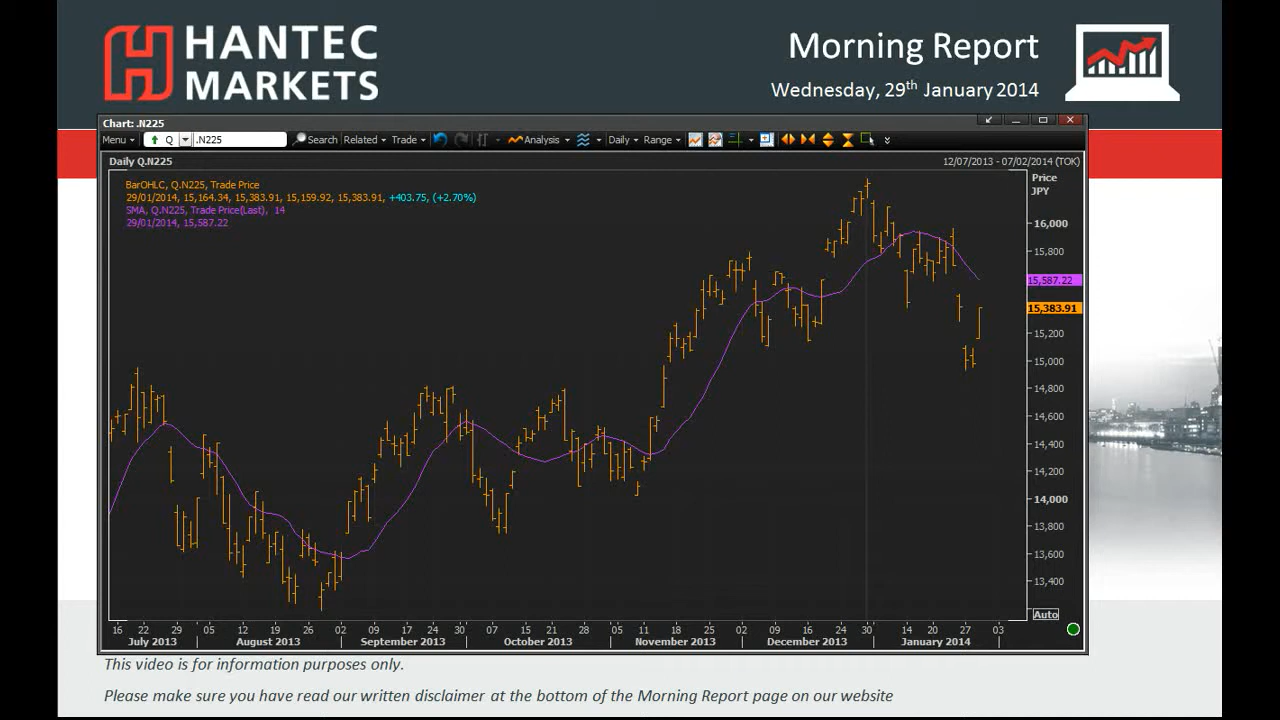 HANTEC
MARKETS
Morning Report
Wednesday, 29th January 2014
Chart: .N225
Menu Q .N225 Search Related Trade Analysis Daily Range
Daily Q.N225 12/07/2013 - 07/02/2014 (TOK)
BarOHLC, Q.N225, Trade Price
29/01/2014, 15,164.34, 15,383.91, 15,159.92, 15,383.91, +403.75, (+2.70%)
SMA, Q.N225, Trade Price(Last), 14
29/01/2014, 15,587.22
Price
JPY
16,000
15,800
15,587.22
15,383.91
15,200
15,000
14,800
14,600
14,400
14,200
14,000
13,800
13,600
13,400
Auto
16 22 29 05 12 19 26 02 09 17 24 30 07 15 21 28 05 11 18 25 02 09 16 24 30 14 20 27 03
July 2013 August 2013 September 2013 October 2013 November 2013 December 2013 January 2014
This video is for information purposes only.
Please make sure you have read our written disclaimer at the bottom of the Morning Report page on our website